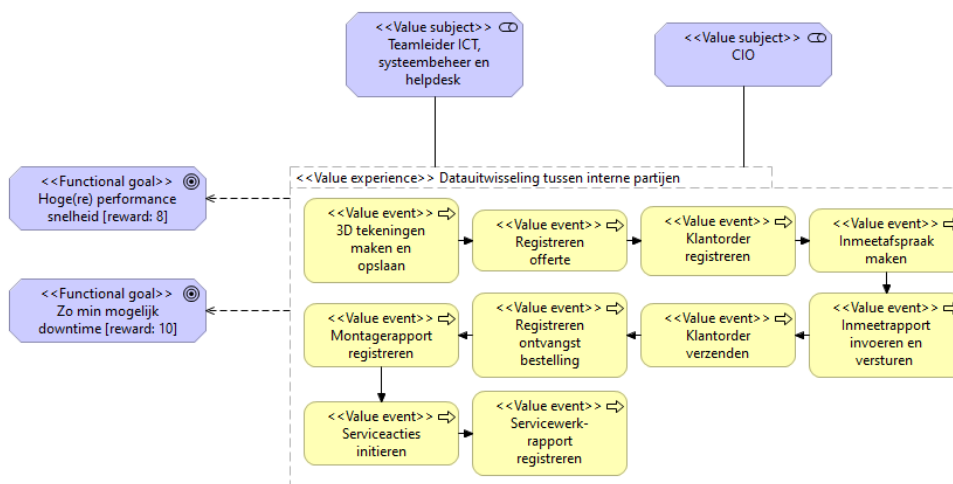 <<Value subject>>
Teamleider ICT,
systeembeheer en
helpdesk
<<Value subject>>
CIO
<<Functional goal>>
Hoge(re) performance
snelheid [reward: 8]
<<Functional goal>>
Zo min mogelijk
downtime [reward: 10]
<<Value experience>> Datauitwisseling tussen interne partijen
<<Value event>>
3D tekeningen
maken en
opslaan
<<Value event>>
Registreren
offerte
<<Value event>>
Klantorder
registreren
<<Value event>>
Inmeetafspraak
maken
<<Value event>>
Montagerapport
registreren
<<Value event>>
Registreren
ontvangst
bestelling
<<Value event>>
Klantorder
verzenden
<<Value event>>
Inmeetrapport
invoeren en
versturen
<<Value event>>
Serviceacties
initieren
<<Value event>>
Servicewerk-
rapport
registreren